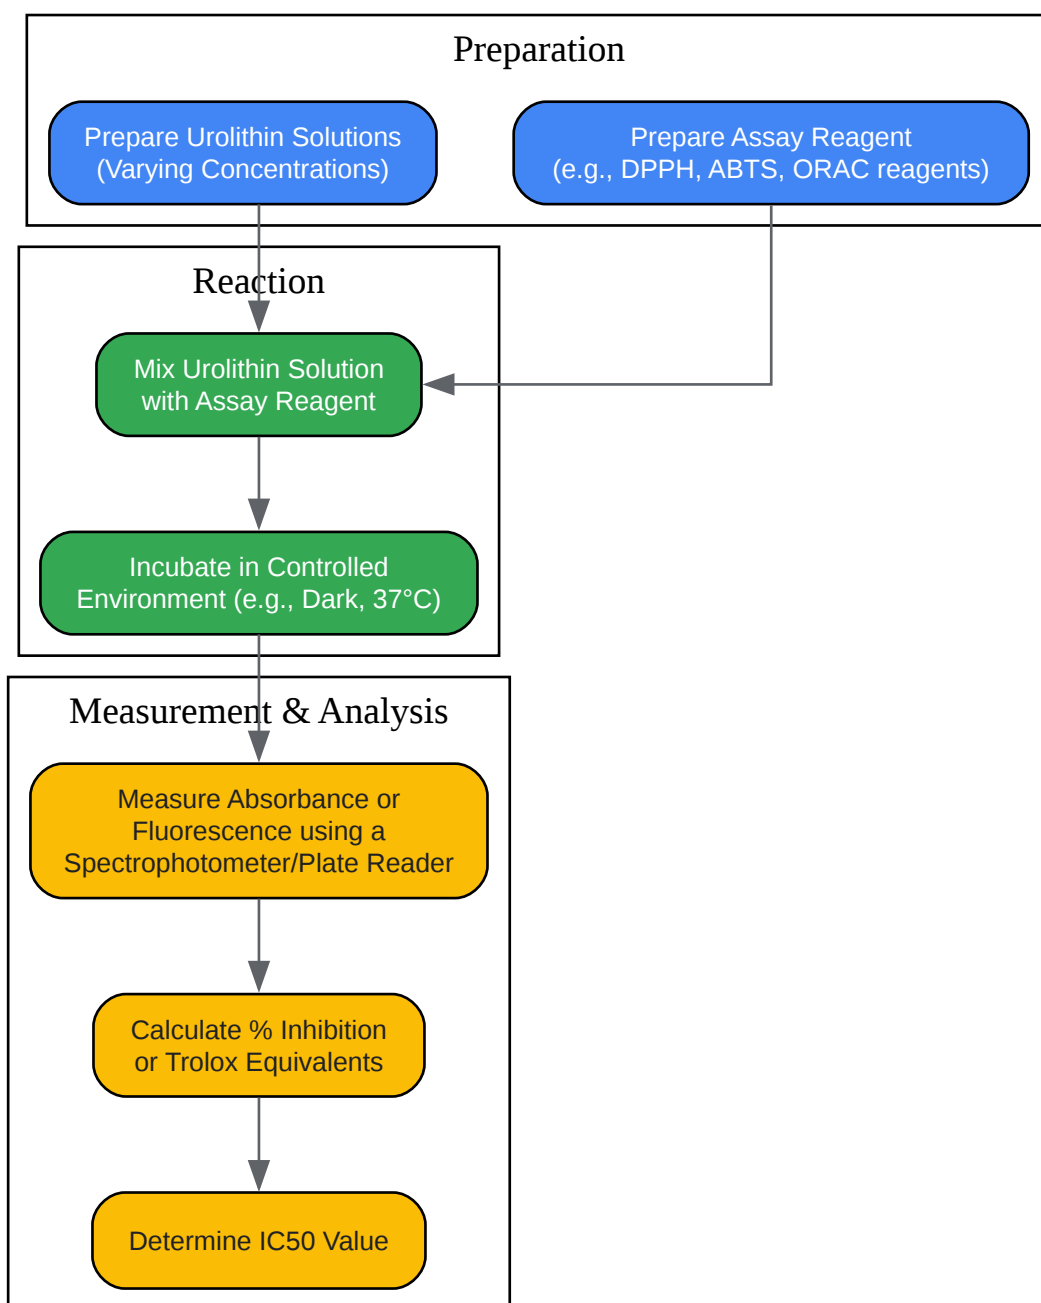 Preparation
Prepare Urolithin Solutions
(Varying Concentrations)
Prepare Assay Reagent
(e.g., DPPH, ABTS, ORAC reagents)
Reaction
Mix Urolithin Solution
with Assay Reagent
Incubate in Controlled
Environment (e.g., Dark, 37°C)
Measurement & Analysis
Measure Absorbance or
Fluorescence using a
Spectrophotometer/Plate Reader
Calculate % Inhibition
or Trolox Equivalents
Determine IC50 Value